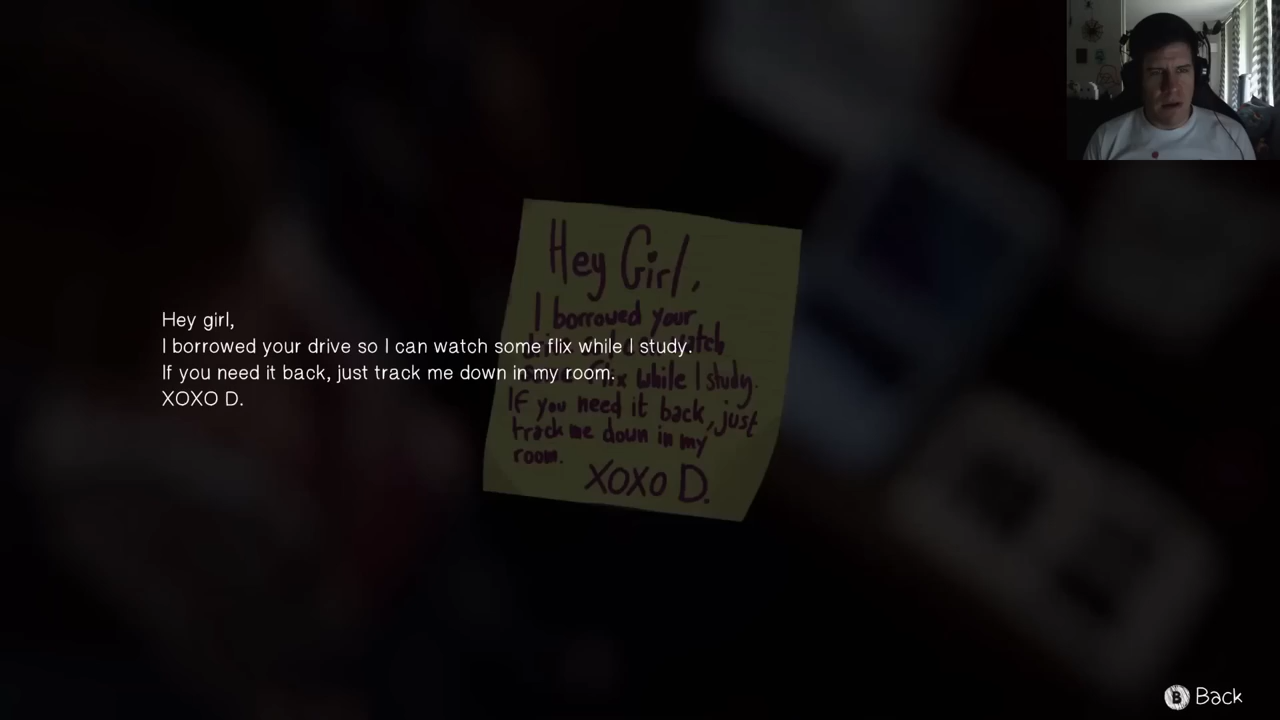 Hey girl,
I borrowed your drive so I can watch some flix while I study.
If you need it back, just track me down in my room.
XOXO D.
Hey Girl,
I borrowed your
watch
Flix while I study.
IF you need it back, just
track me down in my
room.
XOXO D.
B Back